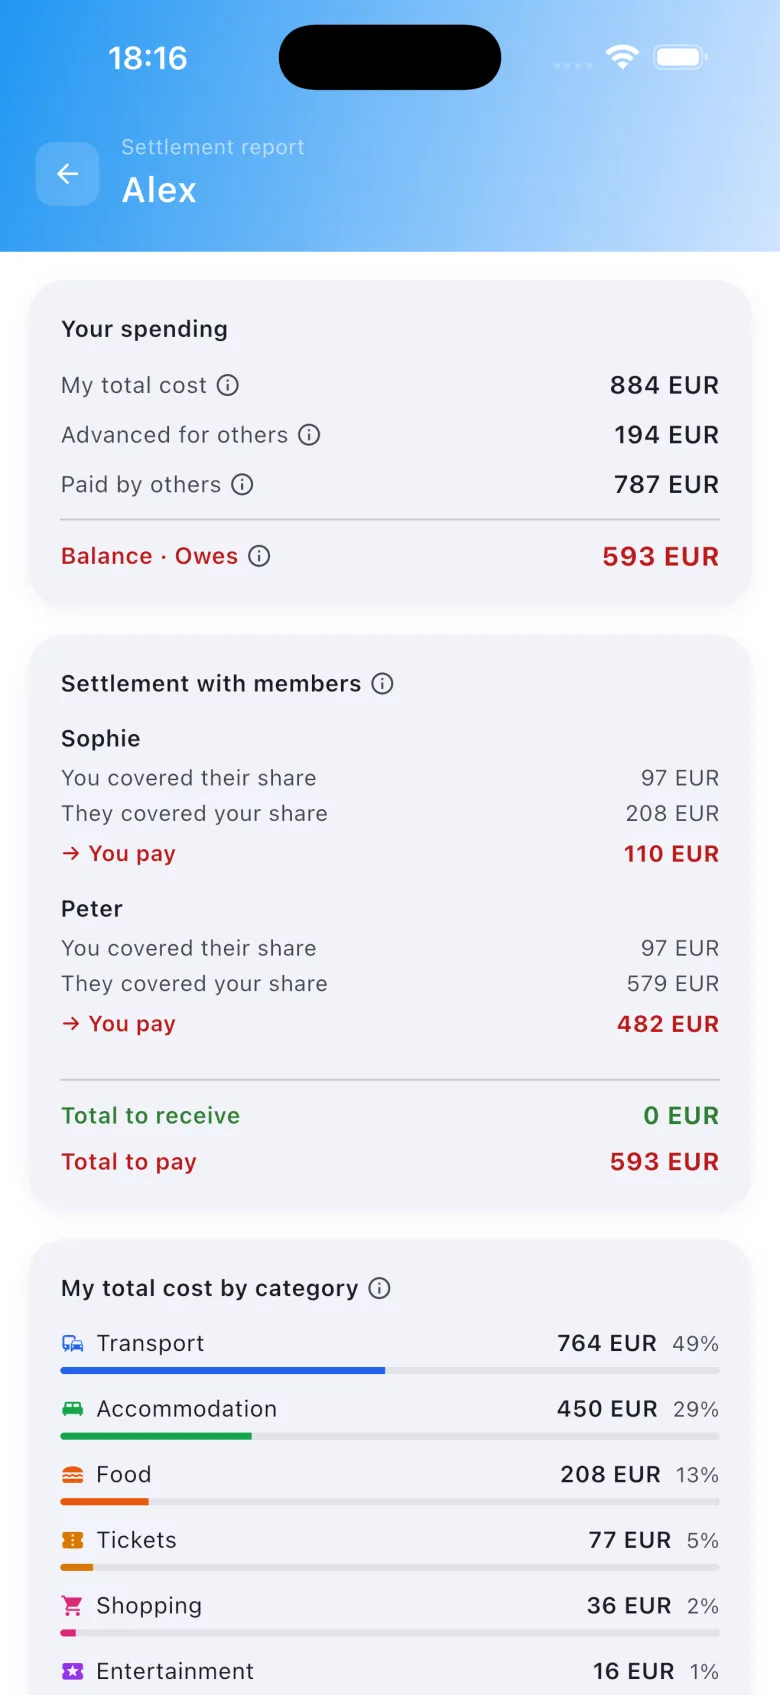 18:16
Settlement report
Alex
Your spending
My total cost 884 EUR
Advanced for others 194 EUR
Paid by others 787 EUR
Balance · Owes 593 EUR
Settlement with members
Sophie
You covered their share 97 EUR
They covered your share 208 EUR
→ You pay 110 EUR
Peter
You covered their share 97 EUR
They covered your share 579 EUR
→ You pay 482 EUR
Total to receive 0 EUR
Total to pay 593 EUR
My total cost by category
Transport 764 EUR 49%
Accommodation 450 EUR 29%
Food 208 EUR 13%
Tickets 77 EUR 5%
Shopping 36 EUR 2%
Entertainment 16 EUR 1%